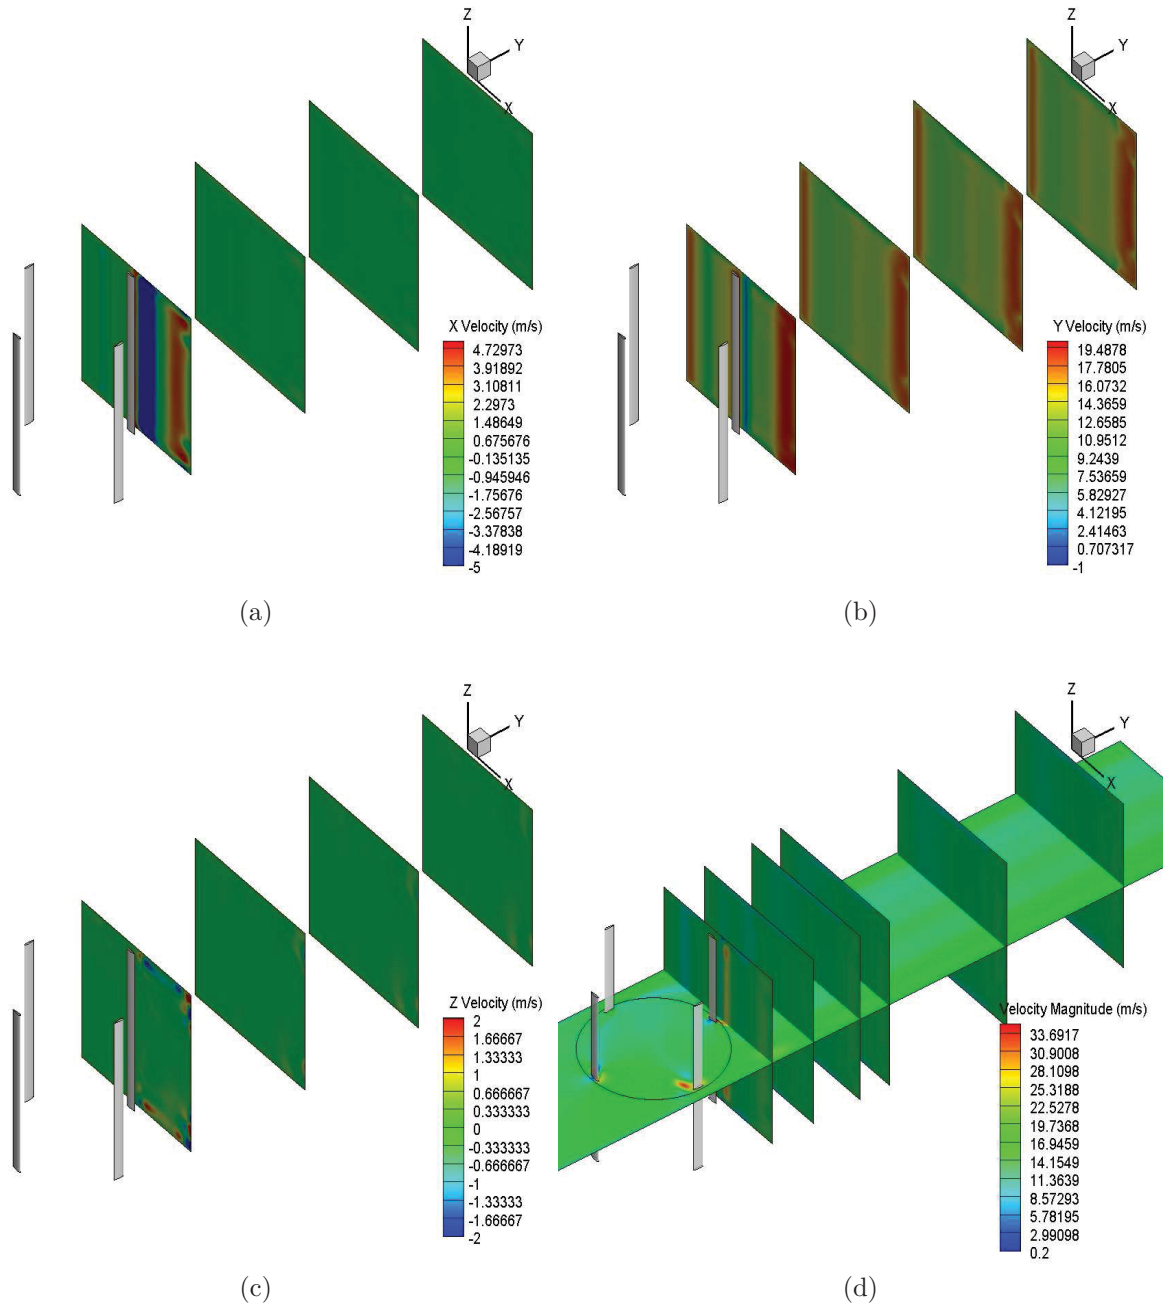 Z
Y
X
X Velocity (m/s)
4.72973
3.91892
3.10811
2.2973
1.48649
0.675676
-0.135135
-0.945946
-1.75676
-2.56757
-3.37838
-4.18919
-5
(a)
Z
Y
X
Y Velocity (m/s)
19.4878
17.7805
16.0732
14.3659
12.6585
10.9512
9.2439
7.53659
5.82927
4.12195
2.41463
0.707317
-1
(b)
Z
Y
X
Z Velocity (m/s)
2
1.66667
1.33333
1
0.666667
0.333333
0
-0.333333
-0.666667
-1
-1.33333
-1.66667
-2
(c)
Z
Y
X
Velocity Magnitude (m/s)
33.6917
30.9008
28.1098
25.3188
22.5278
19.7368
16.9459
14.1549
11.3639
8.57293
5.78195
2.99098
0.2
(d)